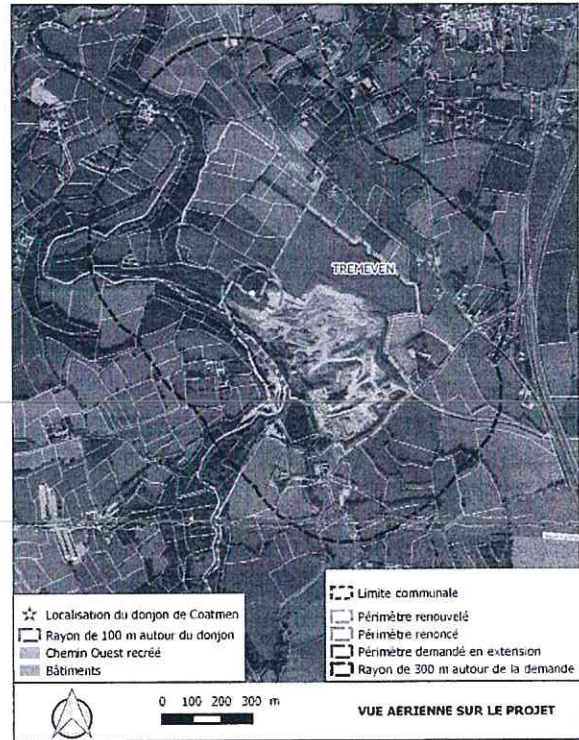 TREMEVEN
Localisation du donjon de Coatmen
Rayon de 100 m autour du donjon
Chemin Ouest recréé
Bâtiments
Limite communale
Périmètre renouvelé
Périmètre renoncé
Périmètre demandé en extension
Rayon de 300 m autour de la demande
0 100 200 300 m
VUE AERIENNE SUR LE PROJET